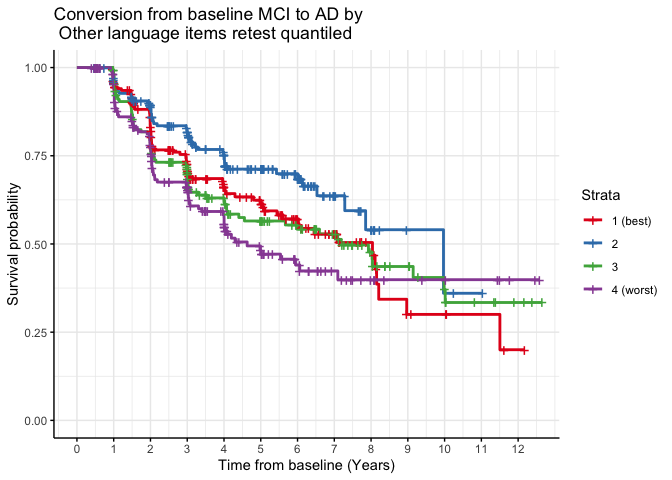 Conversion from baseline MCI to AD by
Other language items retest quantiled
1.00
0.75
0.50
0.25
0.00
Survival probability
0 1 2 3 4 5 6 7 8 9 10 11 12
Time from baseline (Years)
Strata
1 (best)
2
3
4 (worst)